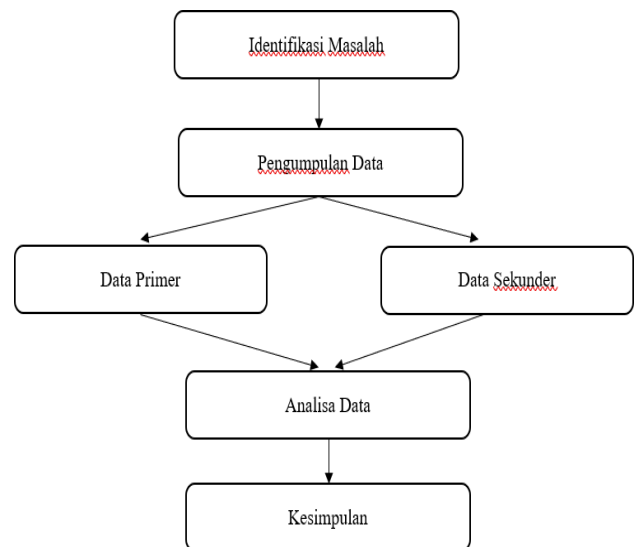 Identifikasi Masalah
Pengumpulan Data
Data Primer
Data Sekunder
Analisa Data
Kesimpulan